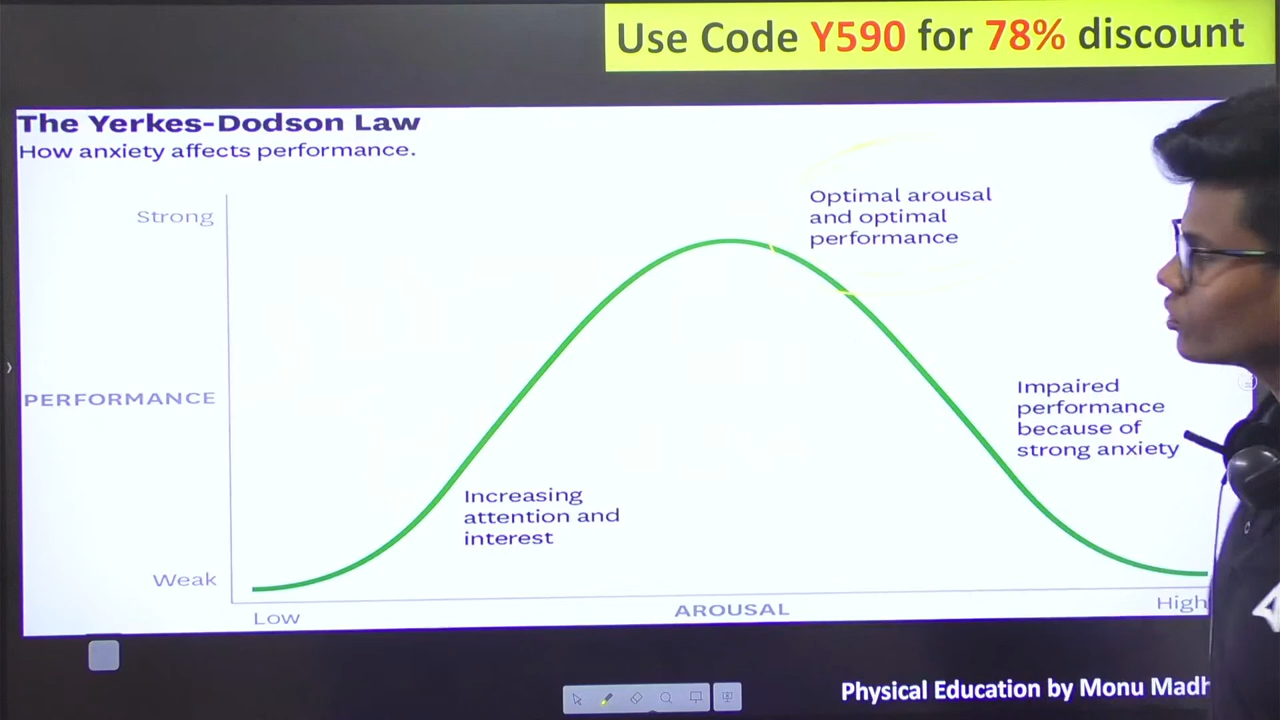 Use Code Y590 for 78% discount
The Yerkes-Dodson Law
How anxiety affects performance.
Strong
Optimal arousal
and optimal
performance
PERFORMANCE
Impaired
performance
because of
strong anxiety
Increasing
attention and
interest
Weak
Low
AROUSAL
High
Physical Education by Monu